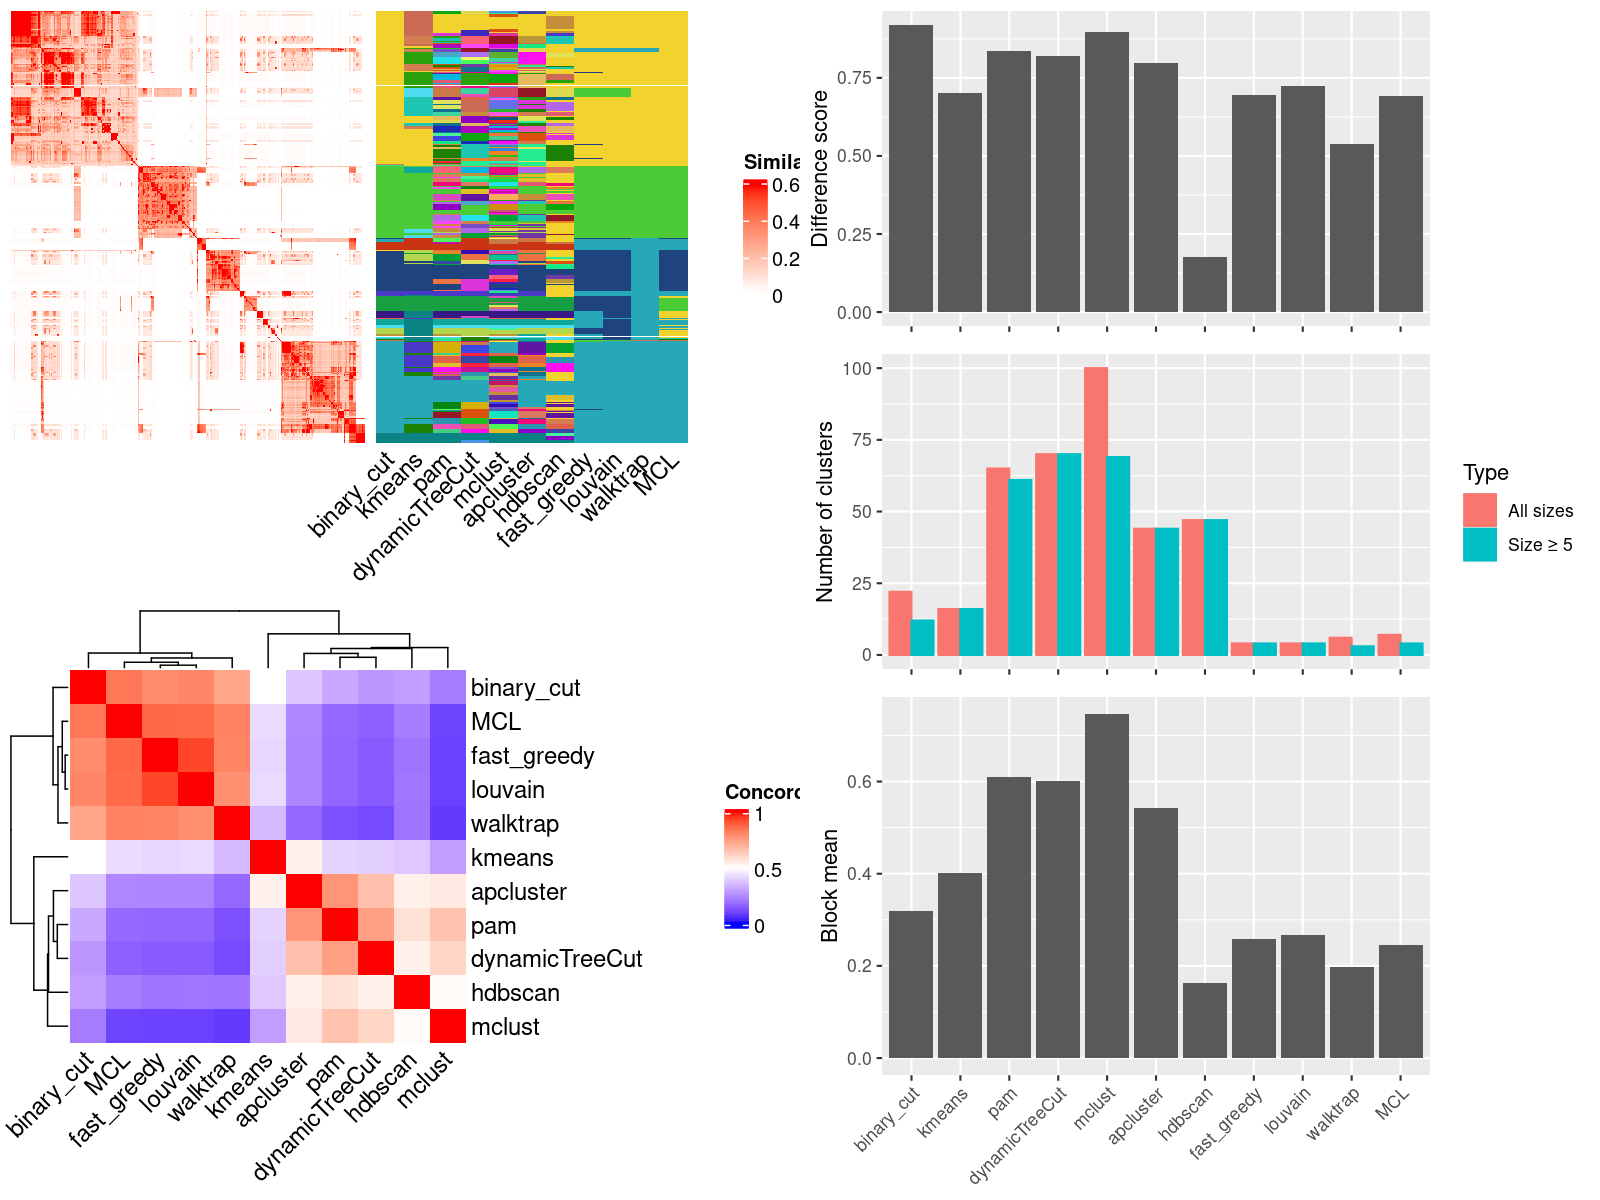 Simila
0.6
0.4
0.2
0
binary_cut
kmeans
pam
dynamicTreeCut
mclust
apcluster
hdbscan
fast_greedy
louvain
walktrap
MCL
Difference score
0.75
0.50
0.25
0.00
Number of clusters
100
75
50
25
0
Type
All sizes
Size ≥ 5
binary_cut
MCL
fast_greedy
louvain
walktrap
kmeans
apcluster
pam
dynamicTreeCut
hdbscan
mclust
binary_cut
MCL
fast_greedy
louvain
walktrap
kmeans
apcluster
pam
dynamicTreeCut
hdbscan
mclust
Concord
1
0.5
0
Block mean
0.6
0.4
0.2
0.0
binary_cut
kmeans
pam
dynamicTreeCut
mclust
apcluster
hdbscan
fast_greedy
louvain
walktrap
MCL